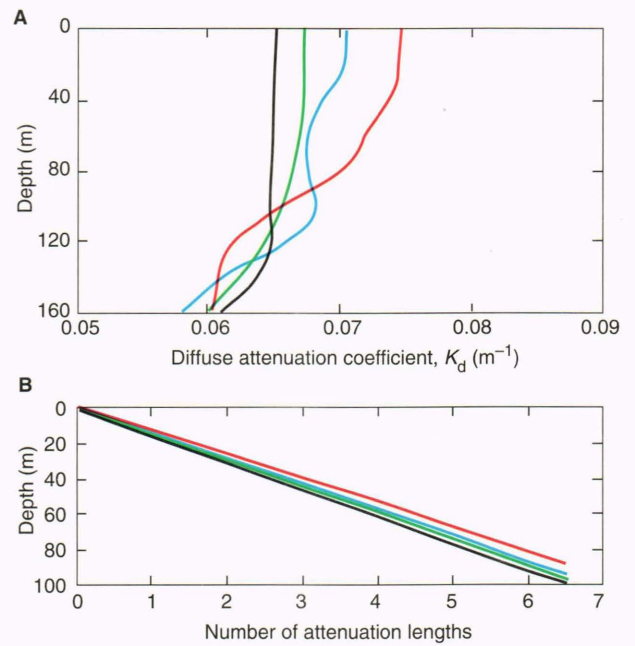 A
0
40
80
120
160
Depth (m)
0.05 0.06 0.07 0.08 0.09
Diffuse attenuation coefficient, Kd (m−1)
B
0
20
40
60
80
100
Depth (m)
0 1 2 3 4 5 6 7
Number of attenuation lengths